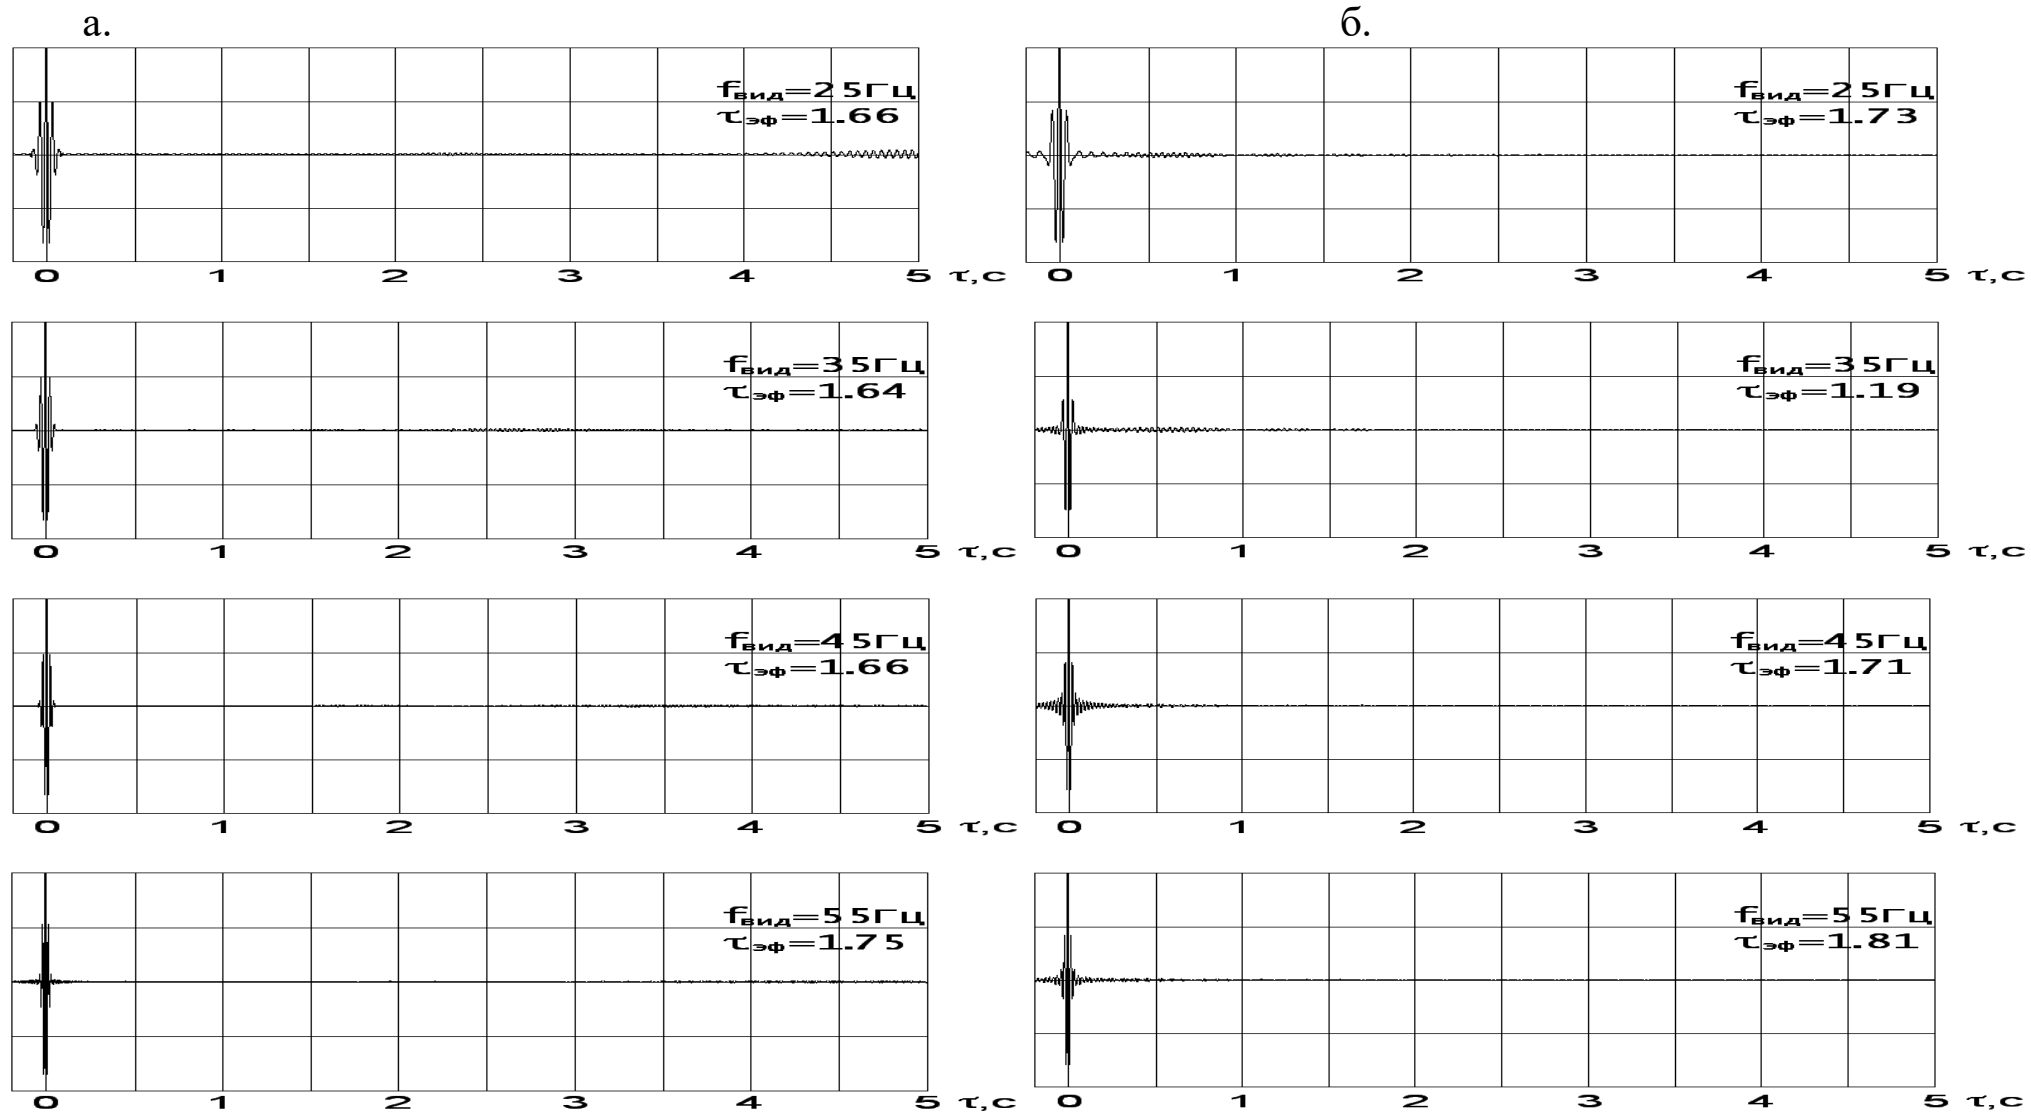 а.
б.
fвид=25Гц
τэф=1.66
0 1 2 3 4 5 τ,с
fвид=25Гц
τэф=1.73
0 1 2 3 4 5 τ,с
fвид=35Гц
τэф=1.64
0 1 2 3 4 5 τ,с
fвид=35Гц
τэф=1.19
0 1 2 3 4 5 τ,с
fвид=45Гц
τэф=1.66
0 1 2 3 4 5 τ,с
fвид=45Гц
τэф=1.71
0 1 2 3 4 5 τ,с
fвид=55Гц
τэф=1.75
0 1 2 3 4 5 τ,с
fвид=55Гц
τэф=1.81
0 1 2 3 4 5 τ,с